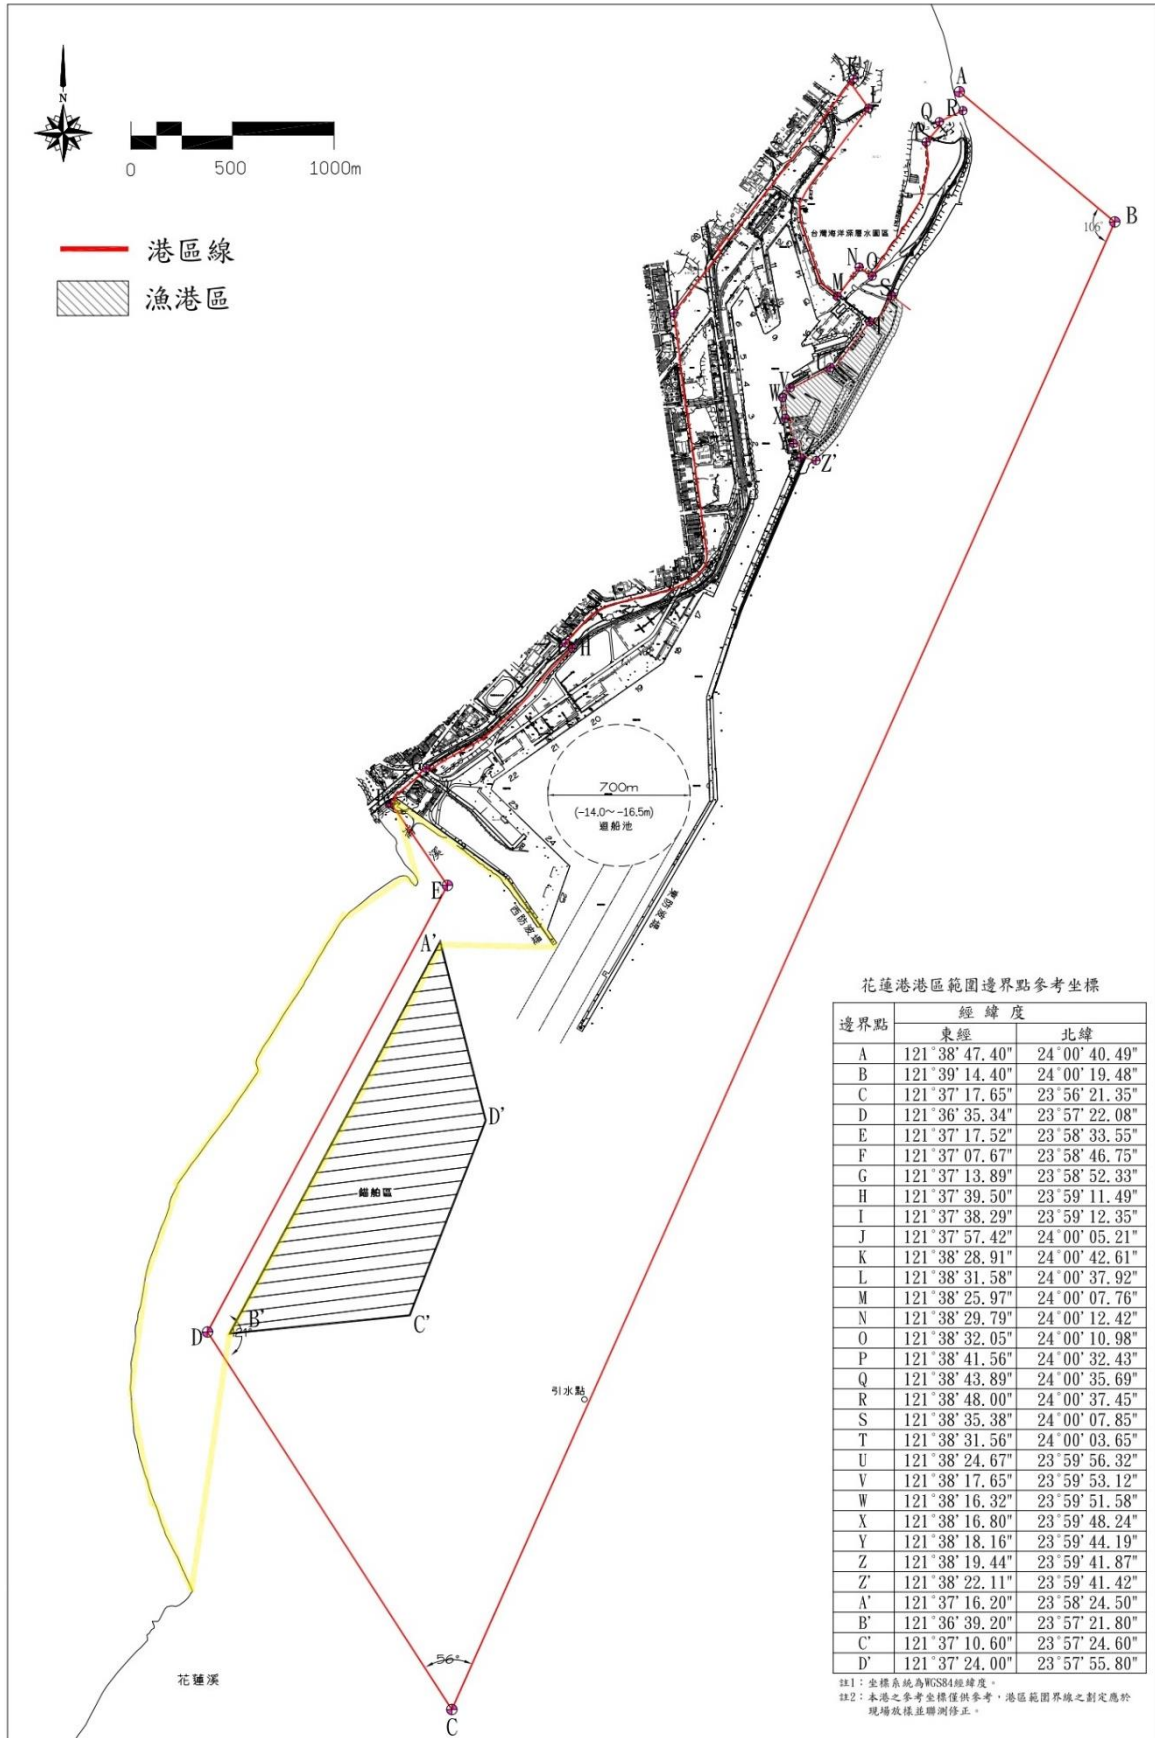 N
0 500 1000m
港區線
漁港區
K
L
A
Q
R
B
106°
台灣海洋深層水園區
N
O
M
S
T
J
V
W
X
Y
Z
Z'
H
17
18
19
20
21
22
23
24
25
700m
(-14.0～-16.5m)
迴船池
溪
E
西防波堤
東防波堤
A'
D'
錨舶區
B'
C'
D
引水點
56°
C
花蓮溪
花蓮港港區範圍邊界點參考坐標
邊界點 經緯度
東經 北緯
A 121°38'47.40" 24°00'40.49"
B 121°39'14.40" 24°00'19.48"
C 121°37'17.65" 23°56'21.35"
D 121°36'35.34" 23°57'22.08"
E 121°37'17.52" 23°58'33.55"
F 121°37'07.67" 23°58'46.75"
G 121°37'13.89" 23°58'52.33"
H 121°37'39.50" 23°59'11.49"
I 121°37'38.29" 23°59'12.35"
J 121°37'57.42" 24°00'05.21"
K 121°38'28.91" 24°00'42.61"
L 121°38'31.58" 24°00'37.92"
M 121°38'25.97" 24°00'07.76"
N 121°38'29.79" 24°00'12.42"
O 121°38'32.05" 24°00'10.98"
P 121°38'41.56" 24°00'32.43"
Q 121°38'43.89" 24°00'35.69"
R 121°38'48.00" 24°00'37.45"
S 121°38'35.38" 24°00'07.85"
T 121°38'31.56" 24°00'03.65"
U 121°38'24.67" 23°59'56.32"
V 121°38'17.65" 23°59'53.12"
W 121°38'16.32" 23°59'51.58"
X 121°38'16.80" 23°59'48.24"
Y 121°38'18.16" 23°59'44.19"
Z 121°38'19.44" 23°59'41.87"
Z' 121°38'22.11" 23°59'41.42"
A' 121°37'16.20" 23°58'24.50"
B' 121°36'39.20" 23°57'21.80"
C' 121°37'10.60" 23°57'24.60"
D' 121°37'24.00" 23°57'55.80"
註1：坐標系統為WGS84經緯度。
註2：本港之參考坐標僅供參考，港區範圍界線之劃定應於
現場放樣並聯測修正。